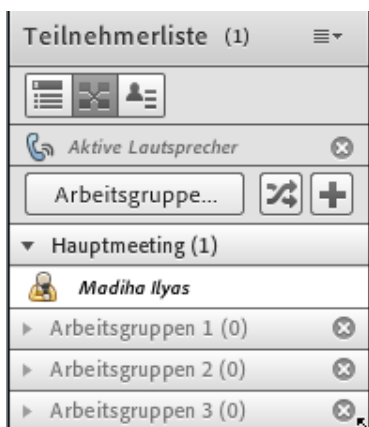 Teilnehmerliste (1)
Aktive Lautsprecher
Arbeitsgruppe...
Hauptmeeting (1)
Madiha Ilyas
Arbeitsgruppen 1 (0)
Arbeitsgruppen 2 (0)
Arbeitsgruppen 3 (0)